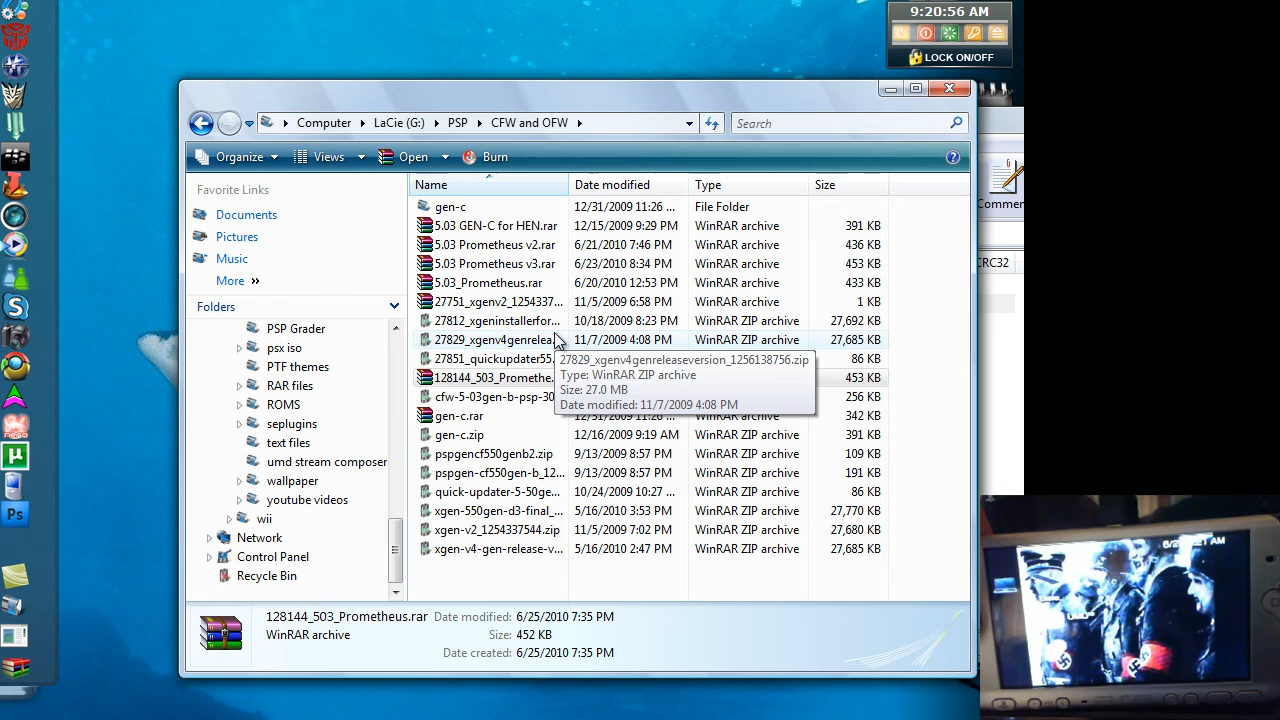 9:20:56 AM
LOCK ON/OFF
Computer
LaCie (G:)
PSP
CFW and OFW
Search
Organize
Views
Open
Burn
Favorite Links
Documents
Pictures
Music
More »
Folders
PSP Grader
psx iso
PTF themes
RAR files
ROMS
seplugins
text files
umd stream composer
wallpaper
youtube videos
wii
Network
Control Panel
Recycle Bin
Name Date modified Type Size
gen-c 12/31/2009 11:26 ... File Folder
5.03 GEN-C for HEN.rar 12/15/2009 9:29 PM WinRAR archive 391 KB
5.03 Prometheus v2.rar 6/21/2010 7:46 PM WinRAR archive 436 KB
5.03 Prometheus v3.rar 6/23/2010 8:34 PM WinRAR archive 453 KB
5.03_Prometheus.rar 6/20/2010 12:53 PM WinRAR archive 433 KB
27751_xgenv2_1254337... 11/5/2009 6:58 PM WinRAR archive 1 KB
27812_xgeninstallerfor... 10/18/2009 8:23 PM WinRAR ZIP archive 27,692 KB
27829_xgenv4genrelea 11/7/2009 4:08 PM WinRAR ZIP archive 27,685 KB
27851_quickupdater55 86 KB
27829_xgenv4genreleaseversion_1256138756.zip
Type: WinRAR ZIP archive
Size: 27.0 MB
Date modified: 11/7/2009 4:08 PM
128144_503_Promethe. 453 KB
cfw-5-03gen-b-psp-30 256 KB
gen-c.rar 12/31/2009 11:26 ... WinRAR archive 342 KB
gen-c.zip 12/16/2009 9:19 AM WinRAR ZIP archive 391 KB
pspgencf550genb2.zip 9/13/2009 8:57 PM WinRAR ZIP archive 109 KB
pspgen-cf550gen-b_12... 9/13/2009 8:57 PM WinRAR ZIP archive 191 KB
quick-updater-5-50ge... 10/24/2009 10:27 ... WinRAR ZIP archive 86 KB
xgen-550gen-d3-final_... 5/16/2010 3:53 PM WinRAR ZIP archive 27,770 KB
xgen-v2_1254337544.zip 11/5/2009 7:02 PM WinRAR ZIP archive 27,680 KB
xgen-v4-gen-release-v... 5/16/2010 2:47 PM WinRAR ZIP archive 27,685 KB
128144_503_Prometheus.rar Date modified: 6/25/2010 7:35 PM
WinRAR archive Size: 452 KB
Date created: 6/25/2010 7:35 PM
Commen
CRC32
Ps